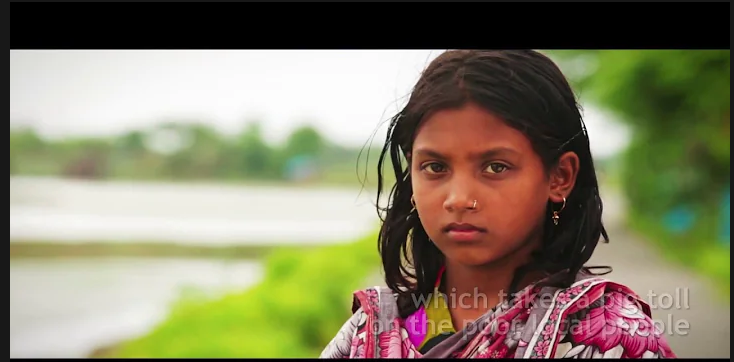 which takes a big toll
on the poor local people